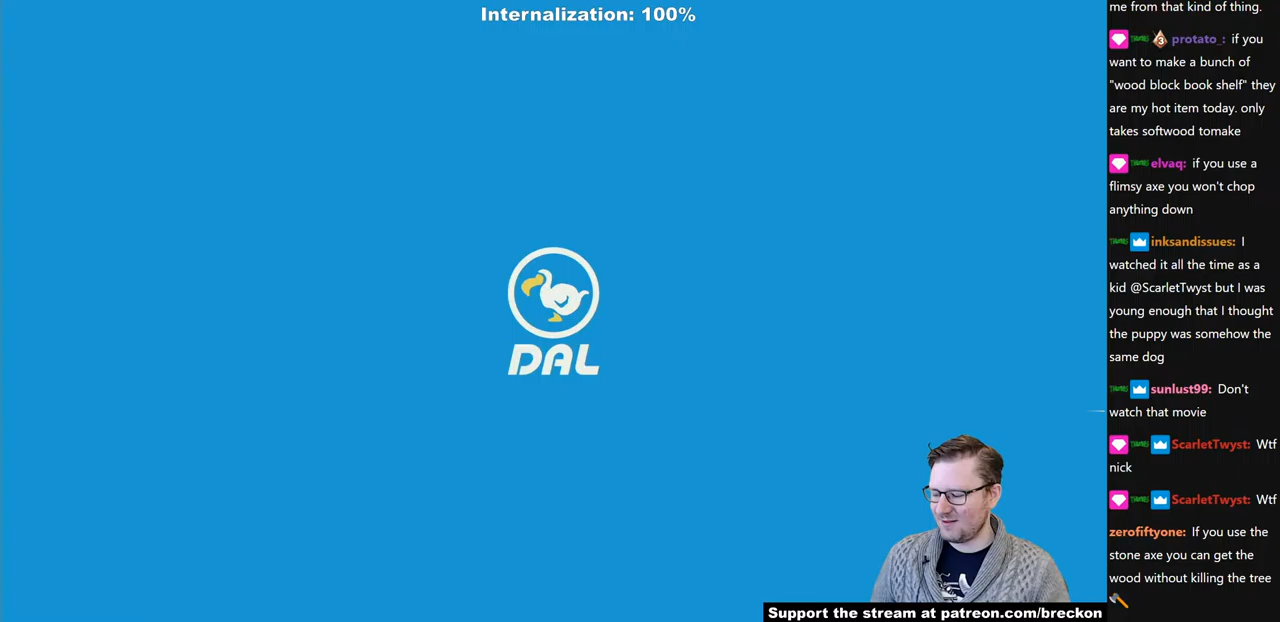 Internalization: 100%
me from that kind of thing.
protato_: if you
want to make a bunch of
"wood block book shelf" they
are my hot item today. only
takes softwood tomake
elvaq: if you use a
flimsy axe you won't chop
anything down
inksandissues: I
watched it all the time as a
kid @ScarletTwyst but I was
young enough that I thought
the puppy was somehow the
same dog
sunlust99: Don't
watch that movie
ScarletTwyst: Wtf
nick
ScarletTwyst: Wtf
zerofiftyone: If you use the
stone axe you can get the
wood without killing the tree
DAL
Support the stream at patreon.com/breckon